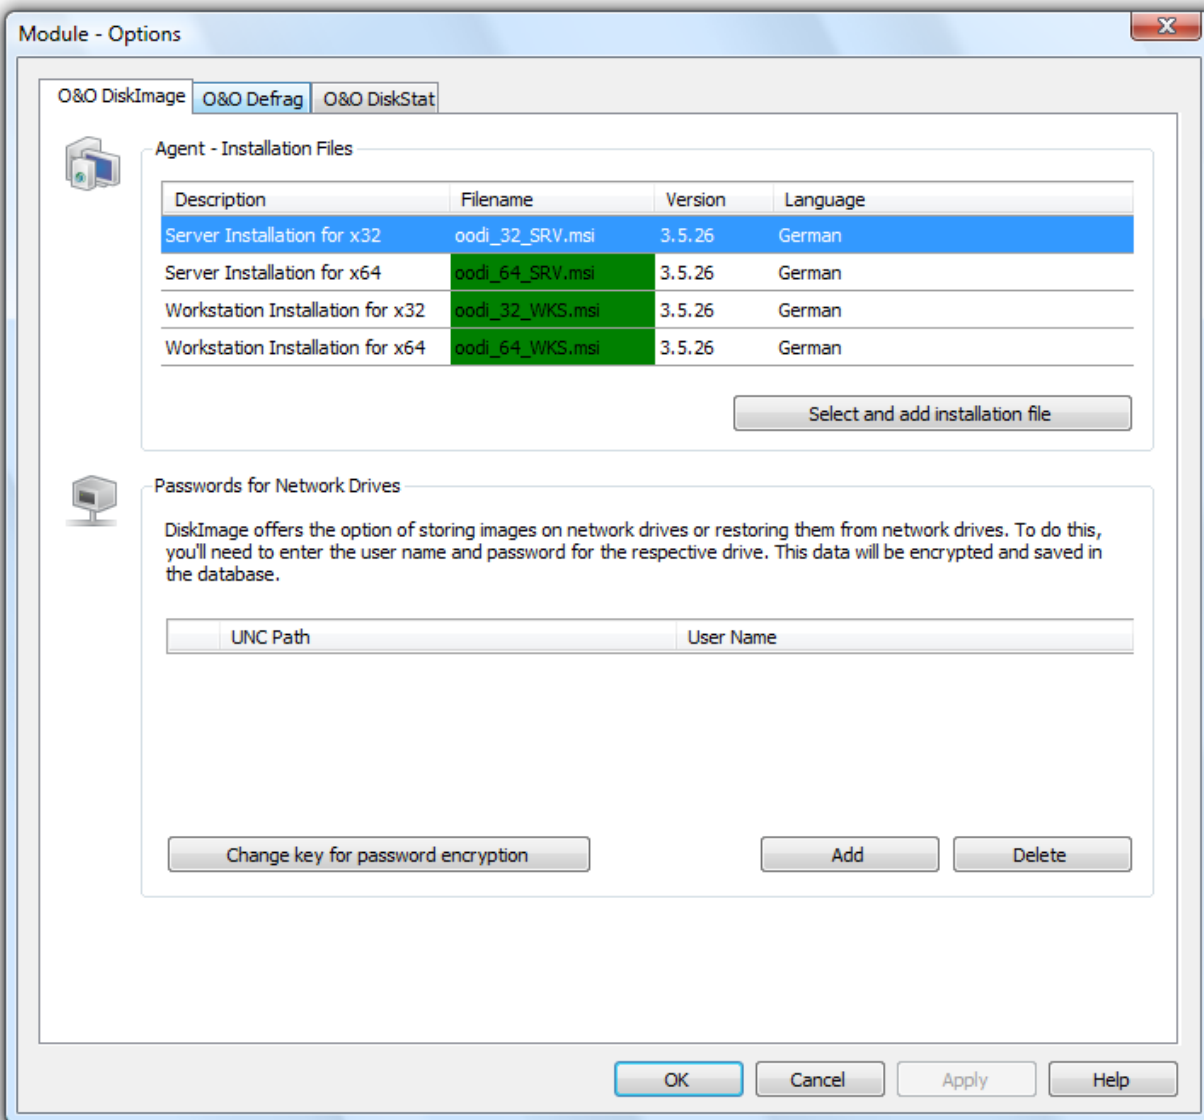 Module - Options
O&O DiskImage O&O Defrag O&O DiskStat
Agent - Installation Files
Description Filename Version Language
Server Installation for x32 oodi_32_SRV.msi 3.5.26 German
Server Installation for x64 oodi_64_SRV.msi 3.5.26 German
Workstation Installation for x32 oodi_32_WKS.msi 3.5.26 German
Workstation Installation for x64 oodi_64_WKS.msi 3.5.26 German
Select and add installation file
Passwords for Network Drives
DiskImage offers the option of storing images on network drives or restoring them from network drives. To do this,
you'll need to enter the user name and password for the respective drive. This data will be encrypted and saved in
the database.
UNC Path User Name
Change key for password encryption Add Delete
OK Cancel Apply Help